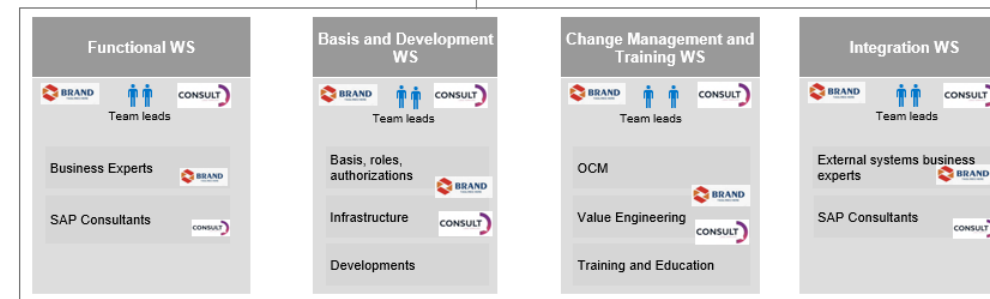 Functional WS
BRAND
CONSULT
Team leads
Business Experts
BRAND
SAP Consultants
CONSULT
Basis and Development
WS
BRAND
CONSULT
Team leads
Basis, roles,
authorizations
BRAND
Infrastructure
CONSULT
Developments
Change Management and
Training WS
BRAND
CONSULT
Team leads
OCM
BRAND
Value Engineering
CONSULT
Training and Education
Integration WS
BRAND
CONSULT
Team leads
External systems business
experts
BRAND
SAP Consultants
CONSULT